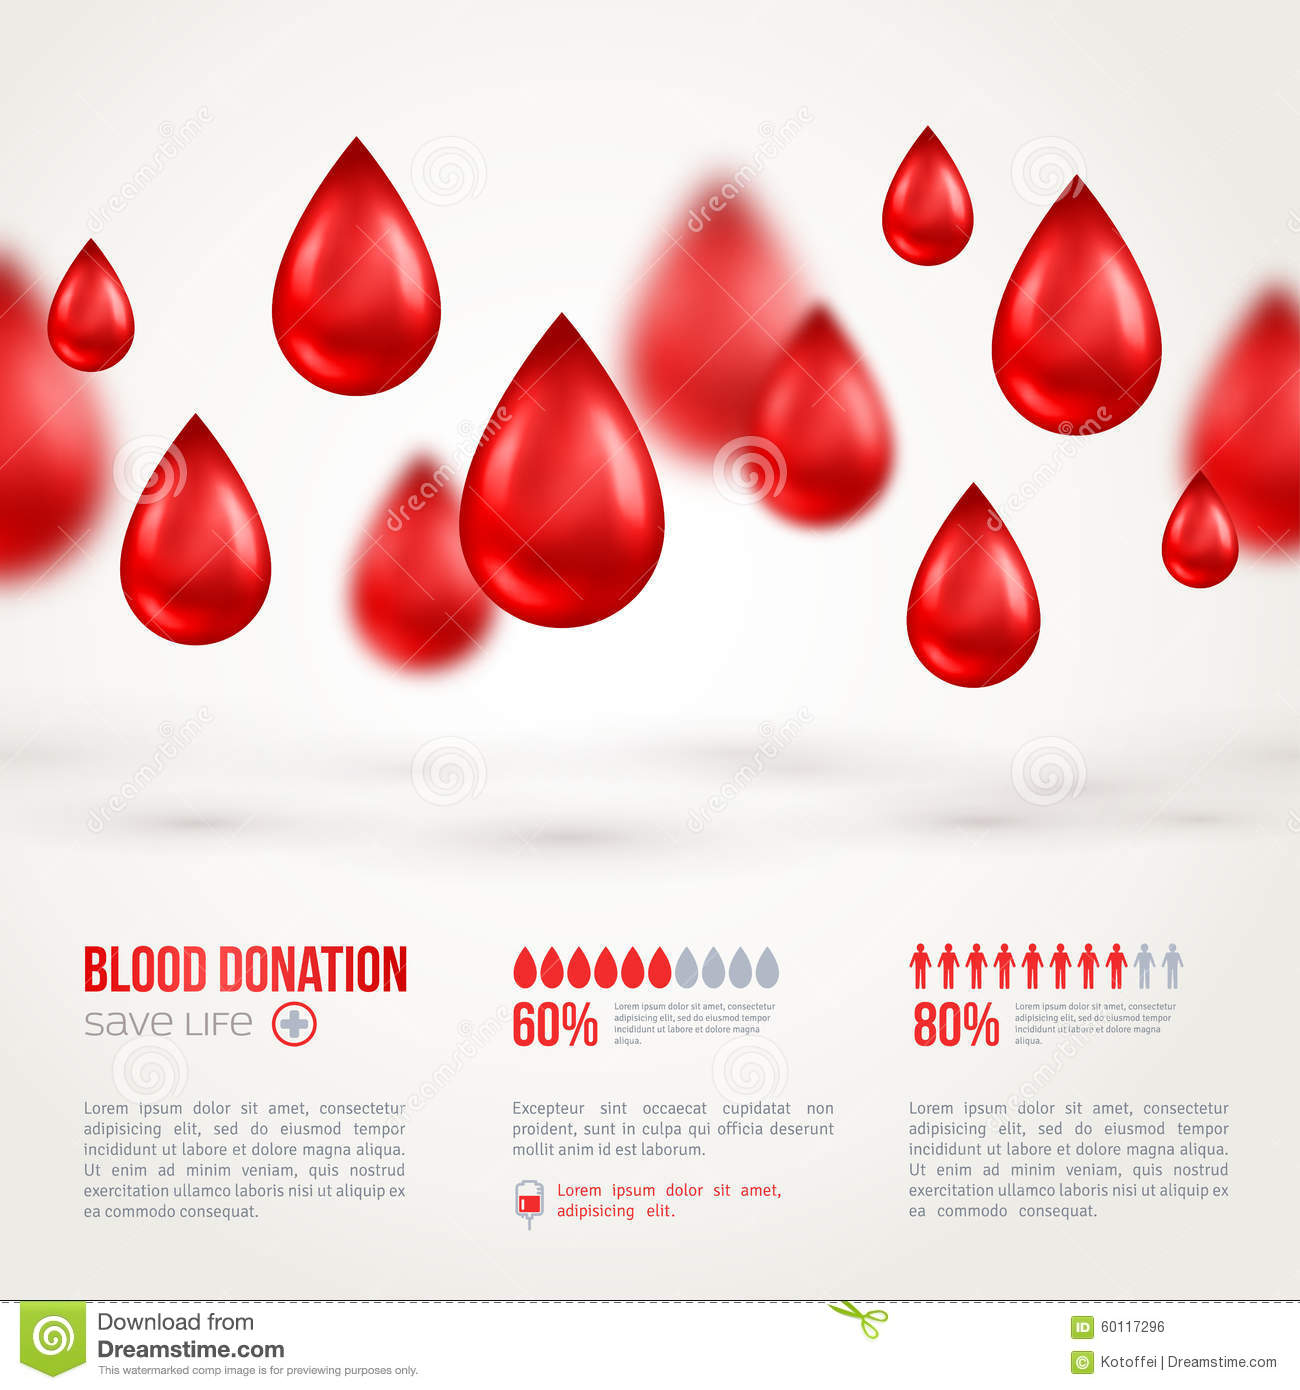 BLOOD DONATION
save LIFE
60%
Lorem ipsum dolor sit amet, consectetur
adipisicing elit, sed do eiusmod tempor
incididunt ut labore et dolore magna
aliqua.
80%
Lorem ipsum dolor sit amet, consectetur
adipisicing elit, sed do eiusmod tempor
incididunt ut labore et dolore magna
aliqua.
Lorem ipsum dolor sit amet, consectetur
adipisicing elit, sed do eiusmod tempor
incididunt ut labore et dolore magna aliqua.
Ut enim ad minim veniam, quis nostrud
exercitation ullamco laboris nisi ut aliquip ex
ea commodo consequat.
Excepteur sint occaecat cupidatat non
proident, sunt in culpa qui officia deserunt
mollit anim id est laborum.
Lorem ipsum dolor sit amet,
adipisicing elit.
Lorem ipsum dolor sit amet, consectetur
adipisicing elit, sed do eiusmod tempor
incididunt ut labore et dolore magna aliqua.
Ut enim ad minim veniam, quis nostrud
exercitation ullamco laboris nisi ut aliquip ex
ea commodo consequat.
dreamstime
dreamstime
dreamstime
dreamstime
dreamstime
dreamstime
dreamstime
dreamstime
Download from
Dreamstime.com
This watermarked comp image is for previewing purposes only.
ID 60117296
© Kotoffei | Dreamstime.com